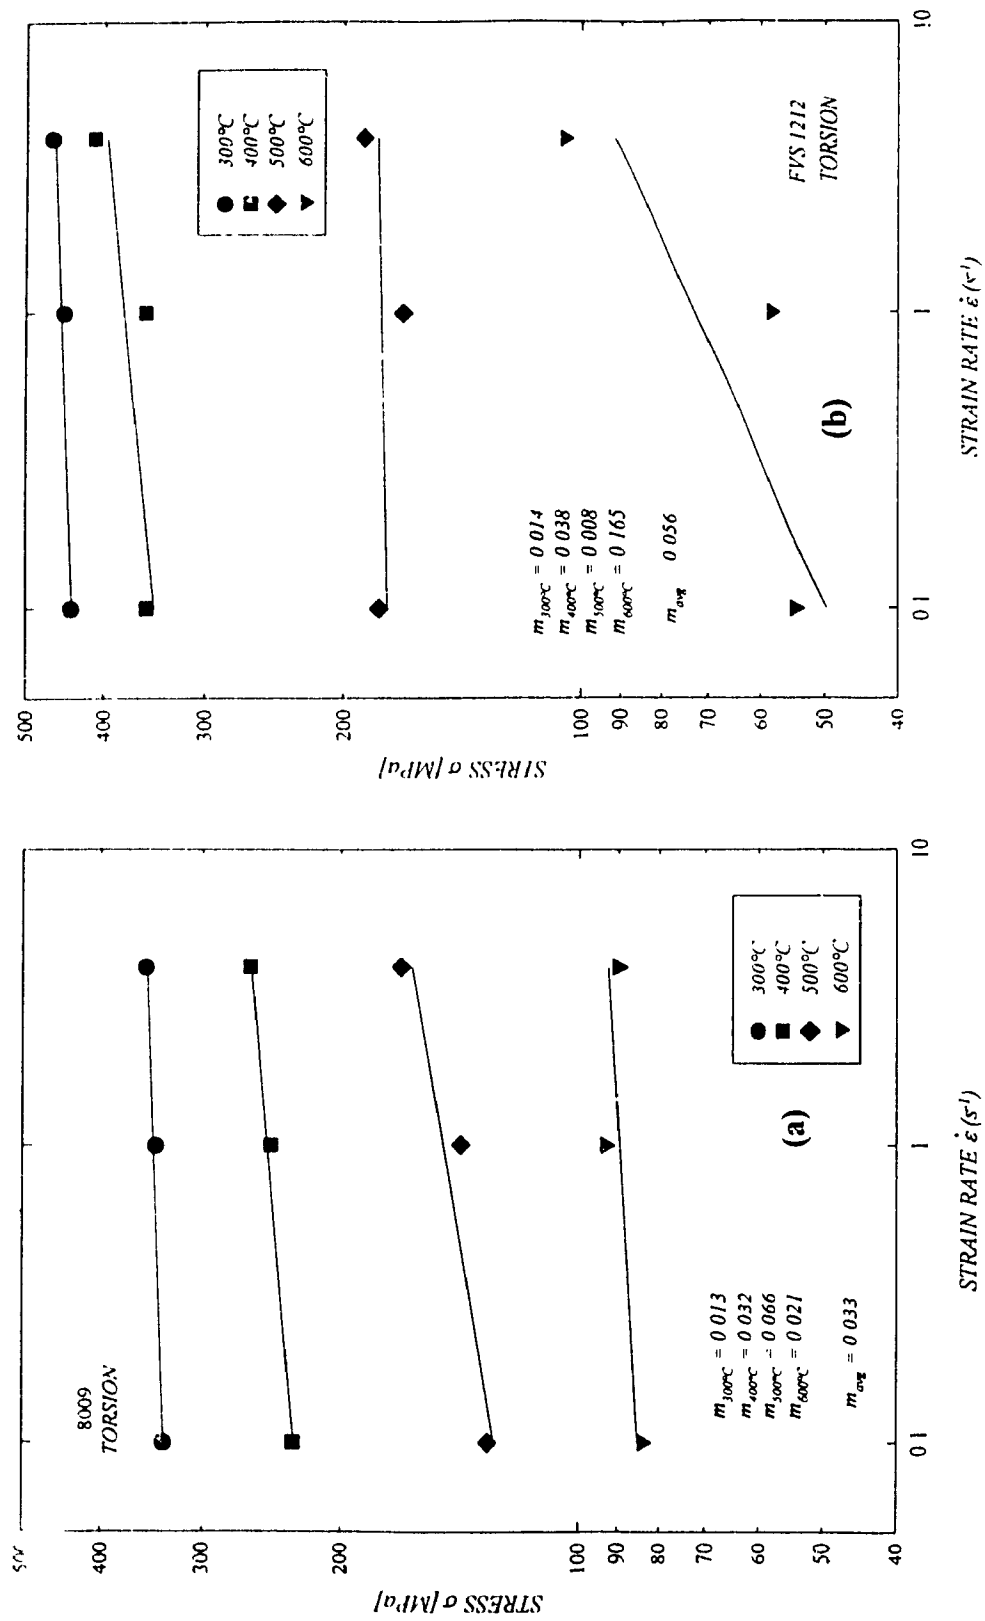 8009
TORSION
STRESS σ [MPa]
400
300
200
100
90
80
70
60
50
40
m300°C = 0 013
m400°C = 0 032
m500°C = 0 066
m600°C = 0 021
mavg = 0 033
(a)
300°C
400°C
500°C
600°C
0 1
1
10
STRAIN RATE ε̇ (s⁻¹)
STRESS σ [MPa]
500
400
300
200
100
90
80
70
60
50
40
m300°C = 0 014
m400°C = 0 038
m500°C = 0 008
m600°C = 0 165
mavg 0 056
(b)
300°C
400°C
500°C
600°C
FVS 1212
TORSION
0 1
1
10
STRAIN RATE ε̇ (s⁻¹)